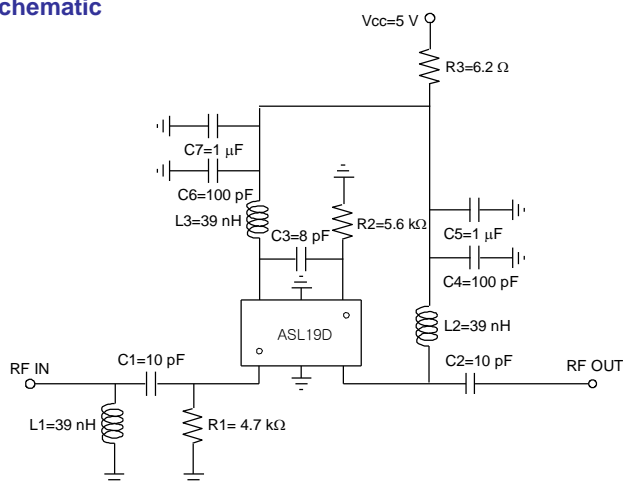 chematic
Vcc=5 V
R3=6.2 Ω
C7=1 μF
C6=100 pF
L3=39 nH
C3=8 pF
R2=5.6 kΩ
C5=1 μF
C4=100 pF
ASL19D
L2=39 nH
RF IN
C1=10 pF
C2=10 pF
RF OUT
L1=39 nH
R1= 4.7 kΩ